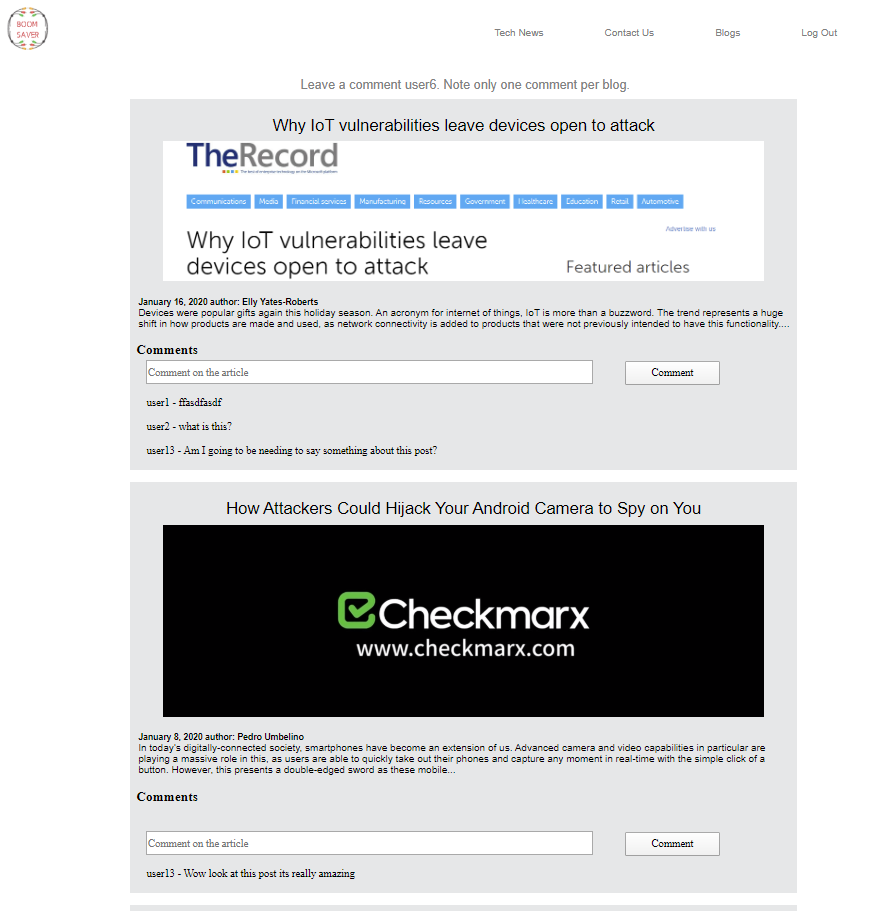 BOOM
SAVER
Tech News
Contact Us
Blogs
Log Out
Leave a comment user6. Note only one comment per blog.
Why IoT vulnerabilities leave devices open to attack
TheRecord
The best of enterprise technology on the Microsoft platform
Communications
Media
Financial services
Manufacturing
Resources
Government
Healthcare
Education
Retail
Automotive
Advertise with us
Why IoT vulnerabilities leave
devices open to attack
Featured articles
January 16, 2020 author: Elly Yates-Roberts
Devices were popular gifts again this holiday season. An acronym for internet of things, IoT is more than a buzzword. The trend represents a huge
shift in how products are made and used, as network connectivity is added to products that were not previously intended to have this functionality....
Comments
Comment on the article
Comment
user1 - ffasdfasdf
user2 - what is this?
user13 - Am I going to be needing to say something about this post?
How Attackers Could Hijack Your Android Camera to Spy on You
Checkmarx
www.checkmarx.com
January 8, 2020 author: Pedro Umbelino
In today's digitally-connected society, smartphones have become an extension of us. Advanced camera and video capabilities in particular are
playing a massive role in this, as users are able to quickly take out their phones and capture any moment in real-time with the simple click of a
button. However, this presents a double-edged sword as these mobile...
Comments
Comment on the article
Comment
user13 - Wow look at this post its really amazing